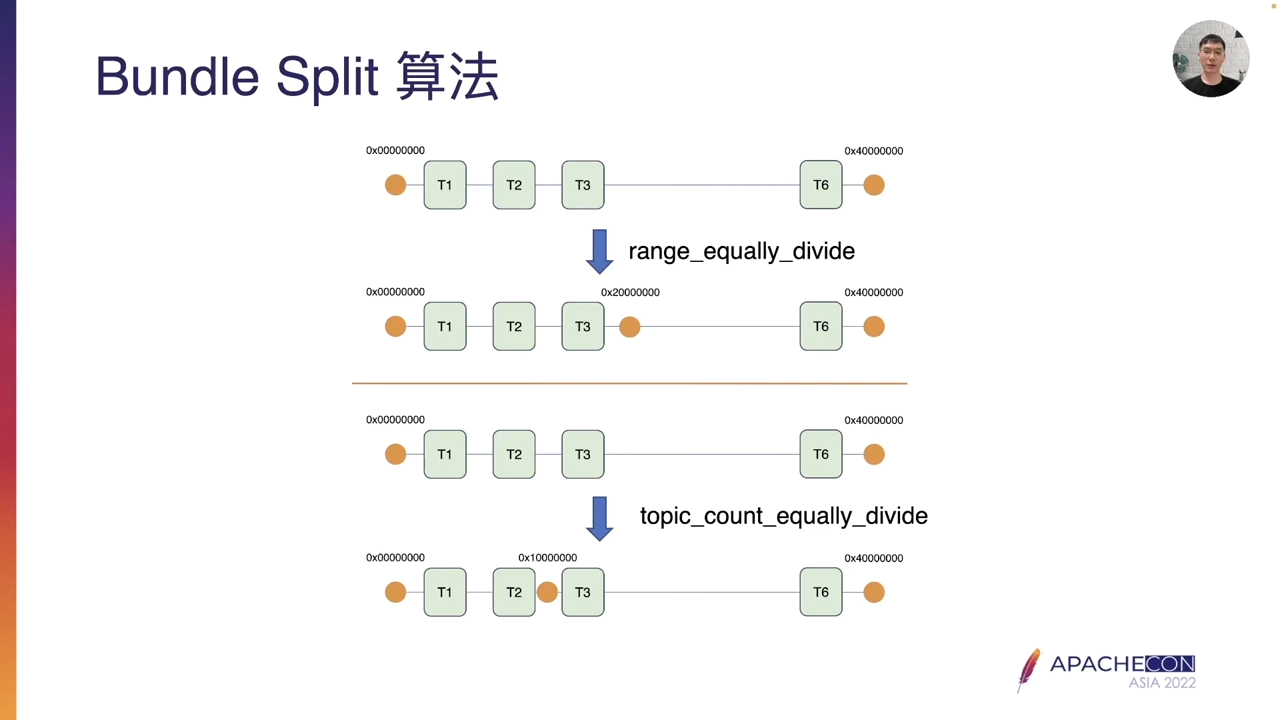 Bundle Split 算法
0x00000000 0x40000000
T1 T2 T3 T6
range_equally_divide
0x00000000 0x20000000 0x40000000
T1 T2 T3 T6
0x00000000 0x40000000
T1 T2 T3 T6
topic_count_equally_divide
0x00000000 0x10000000 0x40000000
T1 T2 T3 T6
APACHECON
ASIA 2022